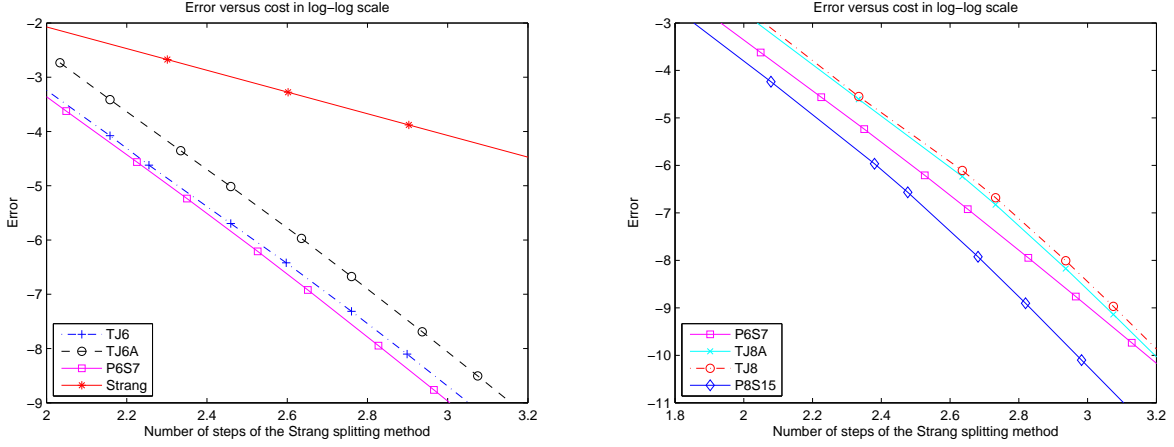 Error versus cost in log–log scale
−2
−3
−4
−5
−6
−7
−8
−9
Error
TJ6
TJ6A
P6S7
Strang
2 2.2 2.4 2.6 2.8 3 3.2
Number of steps of the Strang splitting method
Error versus cost in log–log scale
−3
−4
−5
−6
−7
−8
−9
−10
−11
Error
P6S7
TJ8A
TJ8
P8S15
1.8 2 2.2 2.4 2.6 2.8 3 3.2
Number of steps of the Strang splitting method